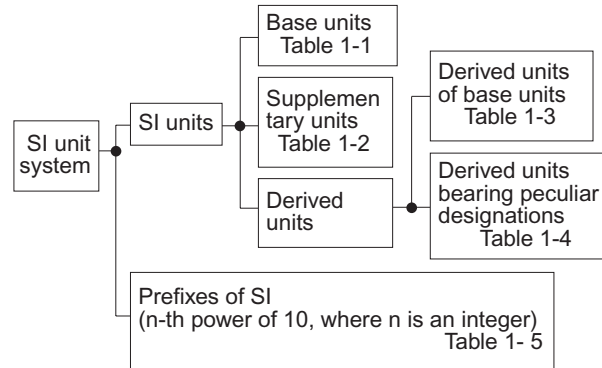 Base units
Table 1-1
Derived units
of base units
Table 1-3
Supplemen
tary units
Table 1-2
SI units
SI unit
system
Derived
units
Derived units
bearing peculiar
designations
Table 1-4
Prefixes of SI
(n-th power of 10, where n is an integer)
Table 1- 5